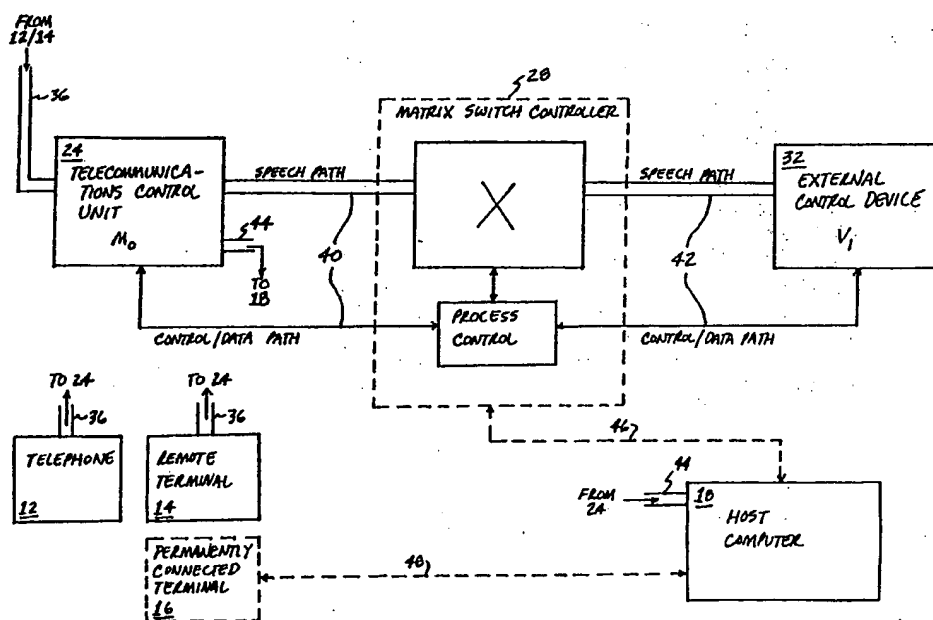 FROM
12/14
36
28
MATRIX SWITCH CONTROLLER
24
TELECOMMUNICA-
TIONS CONTROL
UNIT
M0
SPEECH PATH
X
SPEECH PATH
32
EXTERNAL
CONTROL DEVICE
V1
44
TO
18
40
42
PROCESS
CONTROL
CONTROL/DATA PATH
CONTROL/DATA PATH
TO 24
36
TELEPHONE
12
TO 24
36
REMOTE
TERMINAL
14
46
44
FROM
24
18
HOST
COMPUTER
PERMANENTLY
CONNECTED
TERMINAL
16
48